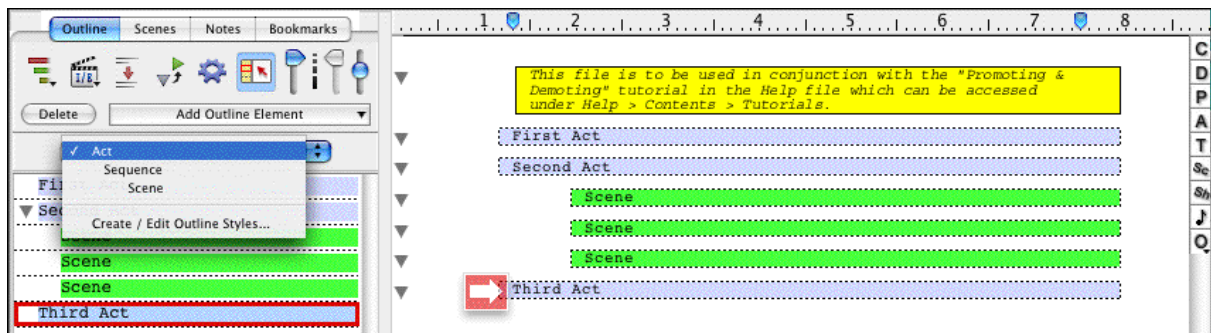 Outline Scenes Notes Bookmarks
I/E
Delete Add Outline Element
✓ Act
Sequence
Scene
Create / Edit Outline Styles...
Scene
Scene
Third Act
1 2 3 4 5 6 7 8
This file is to be used in conjunction with the "Promoting &
Demoting" tutorial in the Help file which can be accessed
under Help > Contents > Tutorials.
First Act
Second Act
Scene
Scene
Scene
Third Act
C
D
P
A
T
Sc
Sh
O